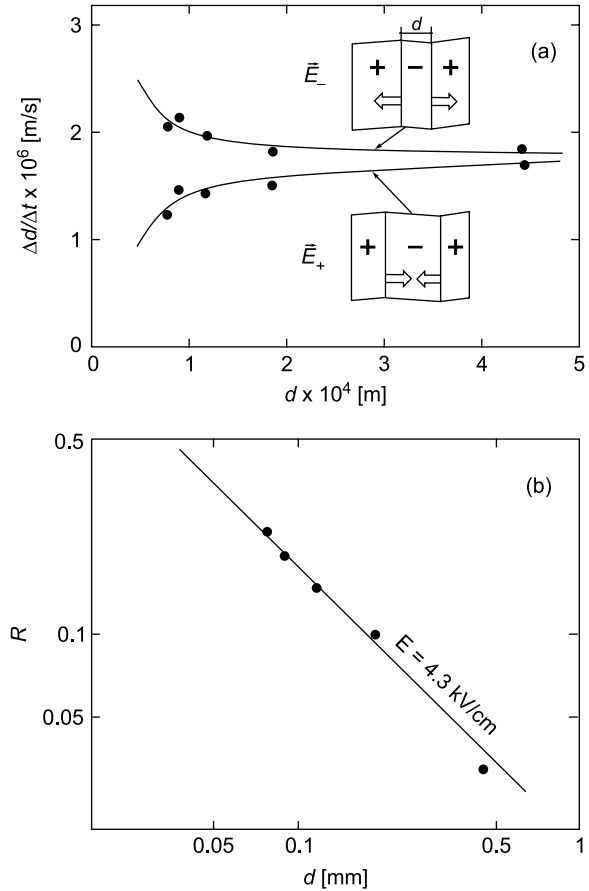 3
2
1
0
Δd/Δt x 10⁶ [m/s]
(a)
d
E⃗₋
+ − +
E⃗₊
+ − +
0 1 2 3 4 5
d x 10⁴ [m]
0.5
0.1
0.05
R
(b)
E = 4.3 kV/cm
0.05 0.1 0.5 1
d [mm]